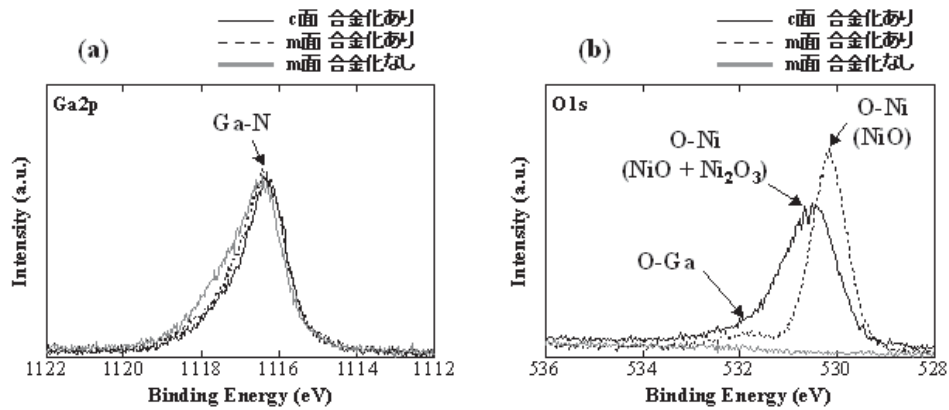 (a)
c面 合金化あり
m面 合金化あり
m面 合金化なし
Ga2p
Ga-N
Intensity (a.u.)
1122 1120 1118 1116 1114 1112
Binding Energy (eV)
(b)
c面 合金化あり
m面 合金化あり
m面 合金化なし
O1s
O-Ni
(NiO)
O-Ni
(NiO + Ni₂O₃)
O-Ga
Intensity (a.u.)
536 534 532 530 528
Binding Energy (eV)